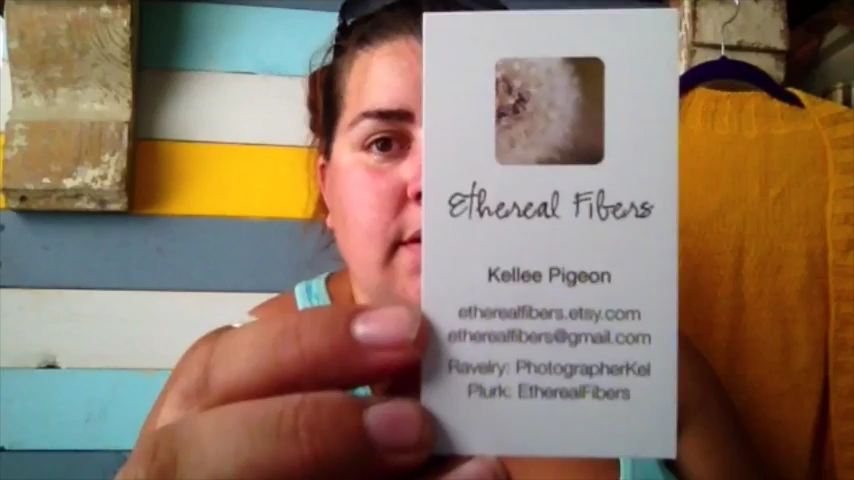 Ethereal Fibers
Kellee Pigeon
etherealfibers.etsy.com
etherealfibers@gmail.com
Ravelry: PhotographerKel
Plurk: EtherealFibers